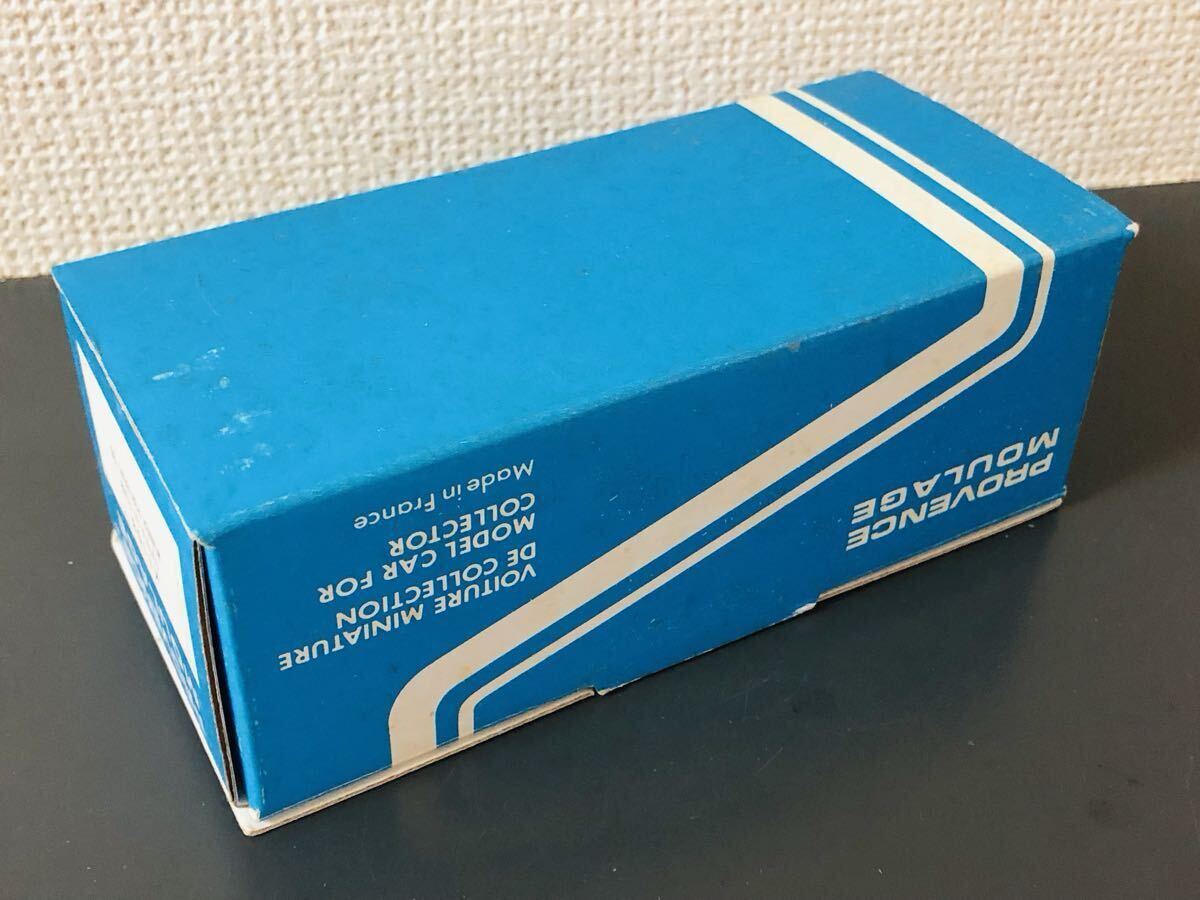 PROVENCE
MOULAGE
VOITURE MINIATURE
DE COLLECTION
MODEL CAR FOR
COLLECTOR
Made in France